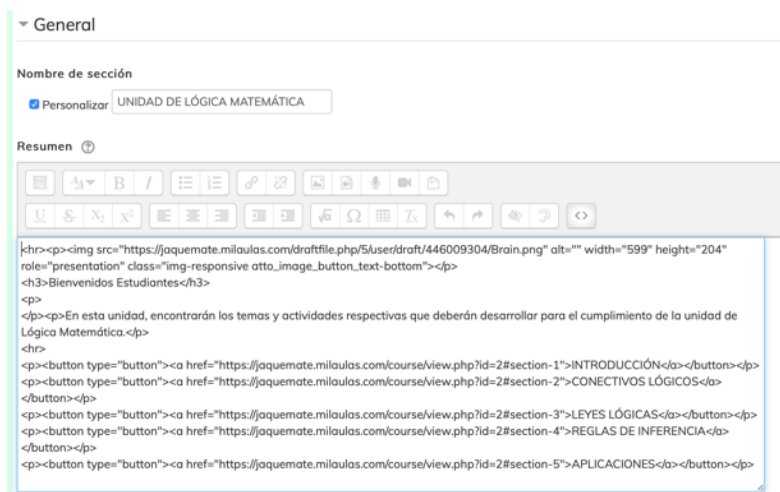 General
Nombre de sección
Personalizar UNIDAD DE LÓGICA MATEMÁTICA
Resumen
<hr><p><img src="https://jaquemate.milaulas.com/draftfile.php/5/user/draft/446009304/Brain.png" alt="" width="599" height="204"
role="presentation" class="img-responsive atto_image_button_text-bottom"></p>
<h3>Bienvenidos Estudiantes</h3>
<p>
</p><p>En esta unidad, encontrarán los temas y actividades respectivas que deberán desarrollar para el cumplimiento de la unidad de
Lógica Matemática.</p>
<hr>
<p><button type="button"><a href="https://jaquemate.milaulas.com/course/view.php?id=2#section-1">INTRODUCCIÓN</a></button></p>
<p><button type="button"><a href="https://jaquemate.milaulas.com/course/view.php?id=2#section-2">CONECTIVOS LÓGICOS</a>
</button></p>
<p><button type="button"><a href="https://jaquemate.milaulas.com/course/view.php?id=2#section-3">LEYES LÓGICAS</a></button></p>
<p><button type="button"><a href="https://jaquemate.milaulas.com/course/view.php?id=2#section-4">REGLAS DE INFERENCIA</a>
</button></p>
<p><button type="button"><a href="https://jaquemate.milaulas.com/course/view.php?id=2#section-5">APLICACIONES</a></button></p>